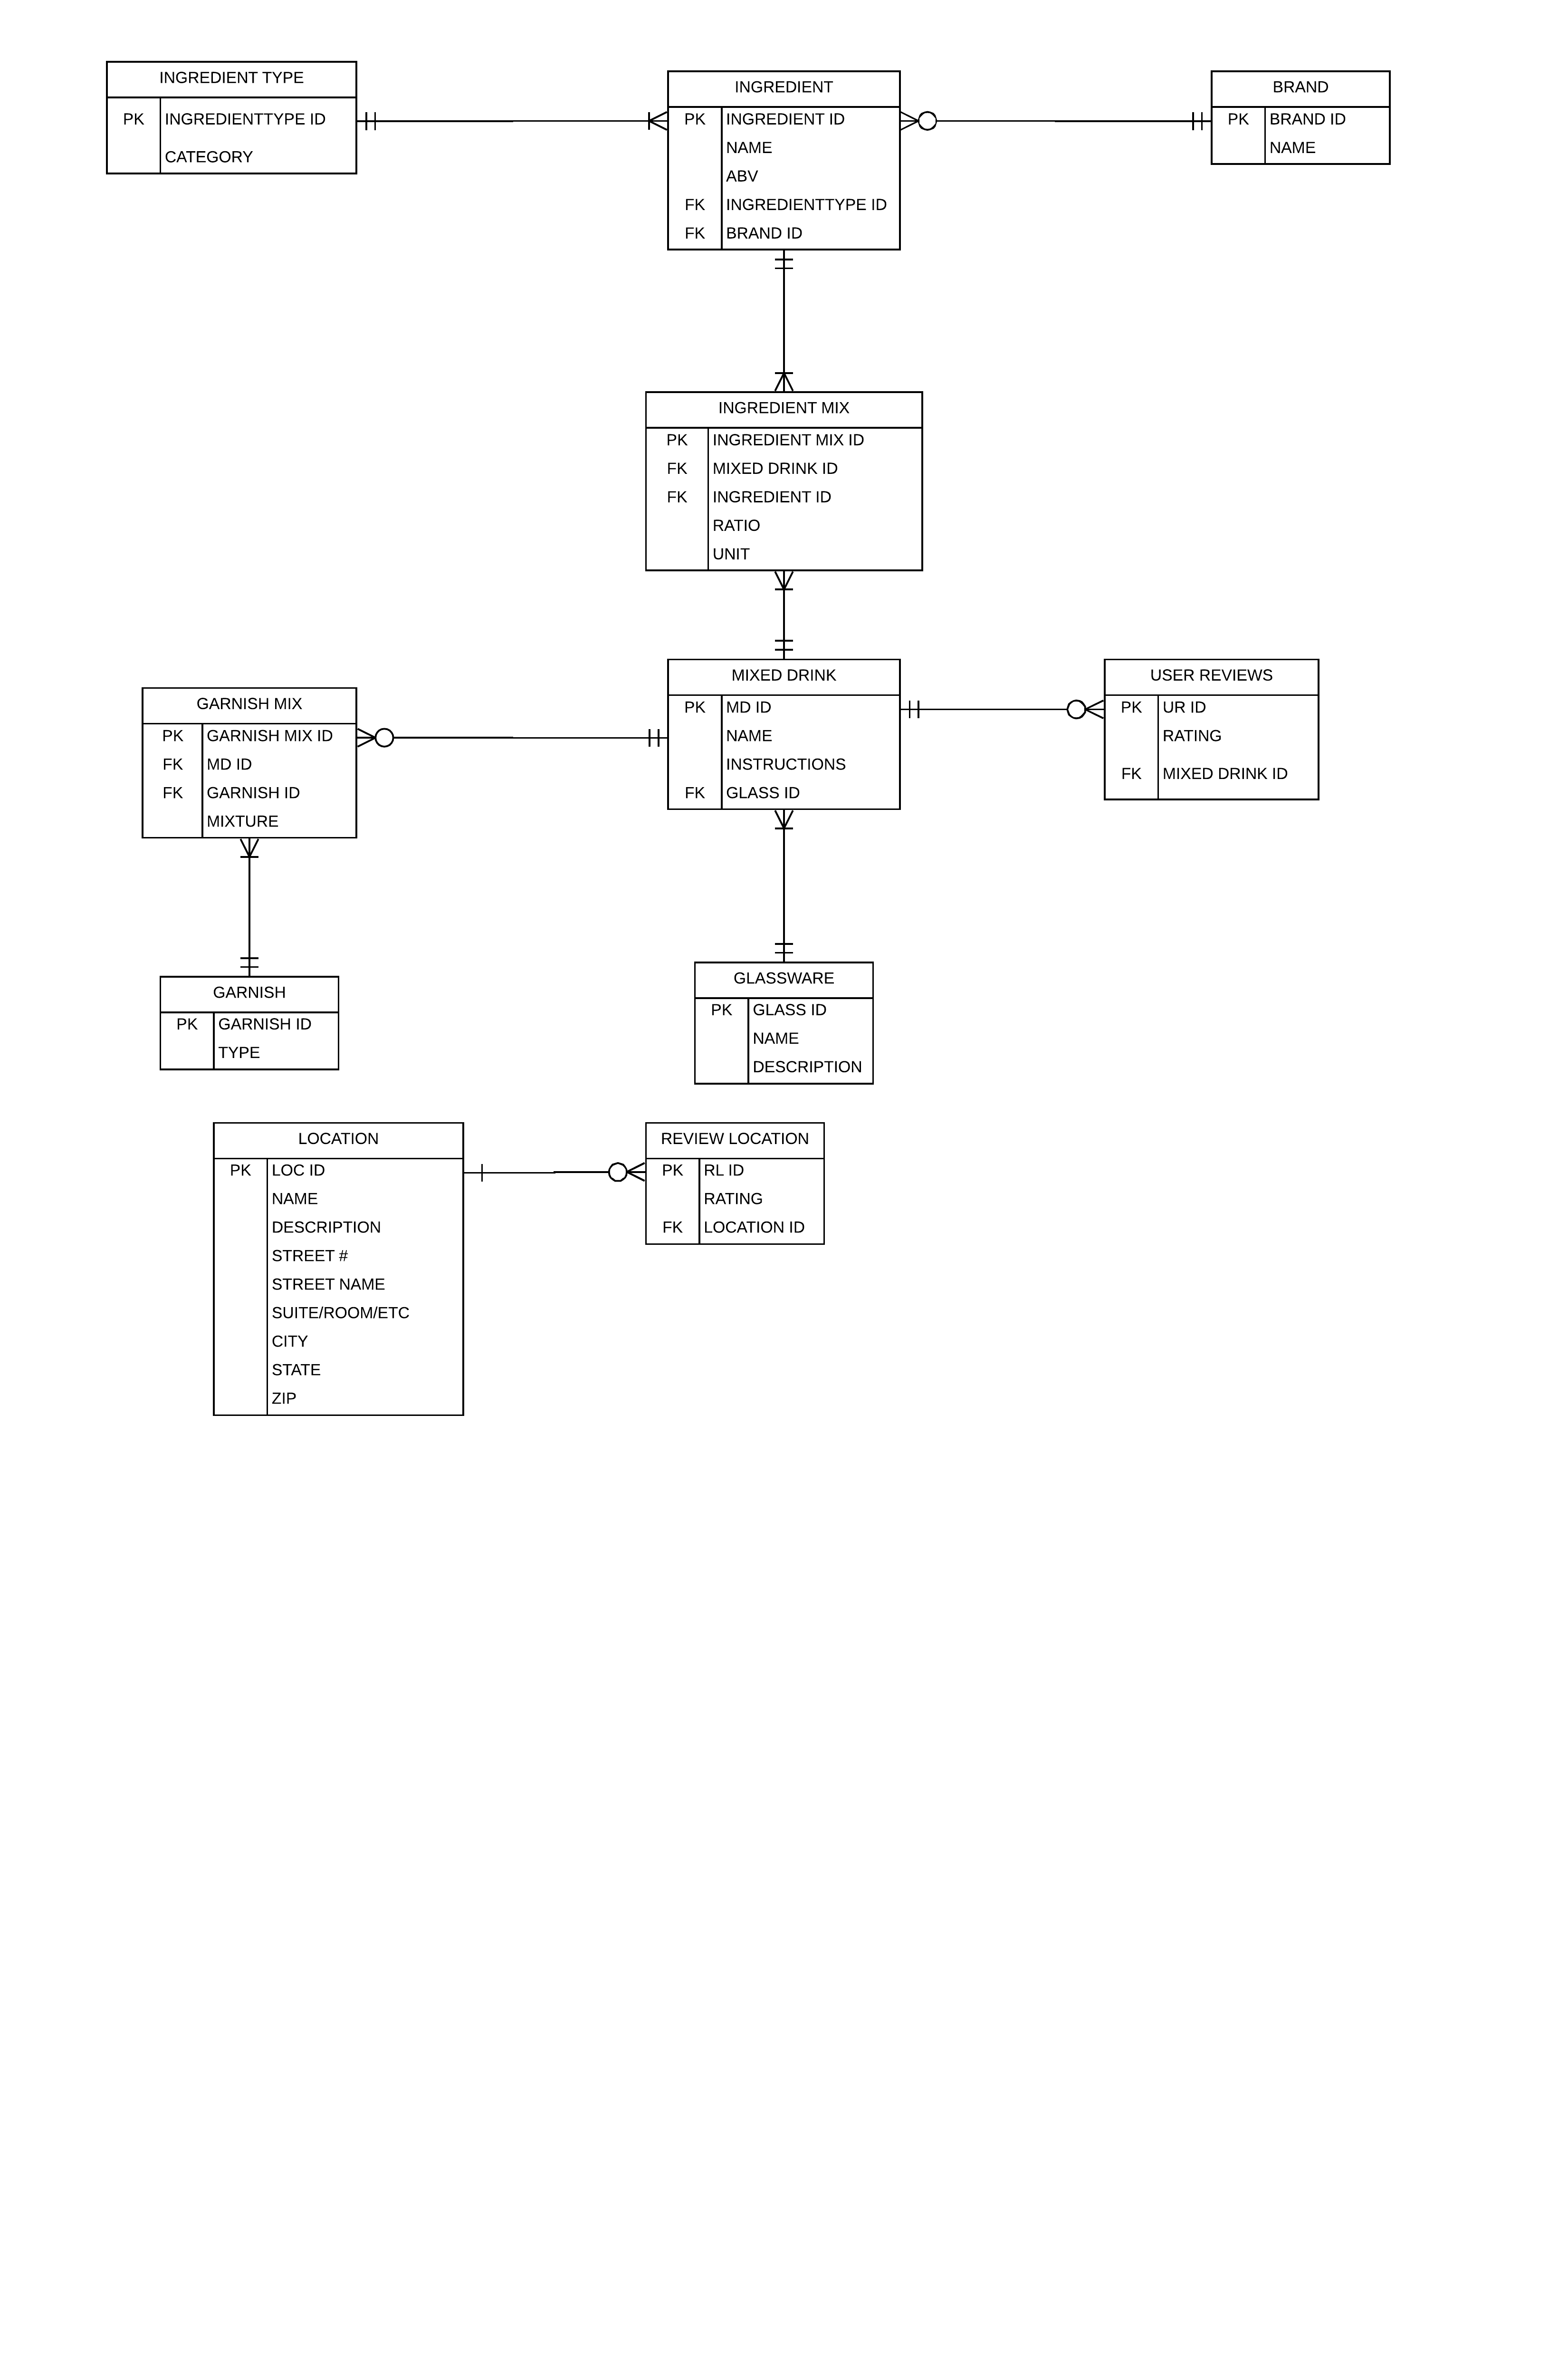 INGREDIENT TYPE
PK INGREDIENTTYPE ID
CATEGORY
INGREDIENT
PK INGREDIENT ID
NAME
ABV
FK INGREDIENTTYPE ID
FK BRAND ID
BRAND
PK BRAND ID
NAME
INGREDIENT MIX
PK INGREDIENT MIX ID
FK MIXED DRINK ID
FK INGREDIENT ID
RATIO
UNIT
GARNISH MIX
PK GARNISH MIX ID
FK MD ID
FK GARNISH ID
MIXTURE
MIXED DRINK
PK MD ID
NAME
INSTRUCTIONS
FK GLASS ID
USER REVIEWS
PK UR ID
RATING
FK MIXED DRINK ID
GARNISH
PK GARNISH ID
TYPE
GLASSWARE
PK GLASS ID
NAME
DESCRIPTION
LOCATION
PK LOC ID
NAME
DESCRIPTION
STREET #
STREET NAME
SUITE/ROOM/ETC
CITY
STATE
ZIP
REVIEW LOCATION
PK RL ID
RATING
FK LOCATION ID